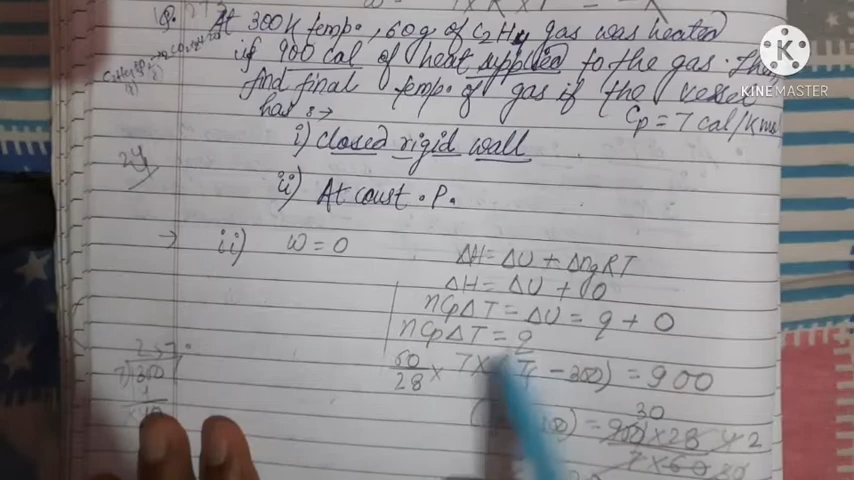 Q. At 300K temp., 60g of C2H4 gas was heated
if 900 cal of heat supplied to the gas. Then
find final temp. of gas if the vessel
has :→ Cp = 7 cal/K
i) closed rigid wall
ii) At const. P.
→ ii) w = 0
ΔH = ΔU + ΔngRT
ΔH = ΔU + 0
nCpΔT = ΔU = q + 0
nCpΔT = q
60/28 × 7 × - 300) = 900
30
= 900 × 28
7 × 60
KINEMASTER